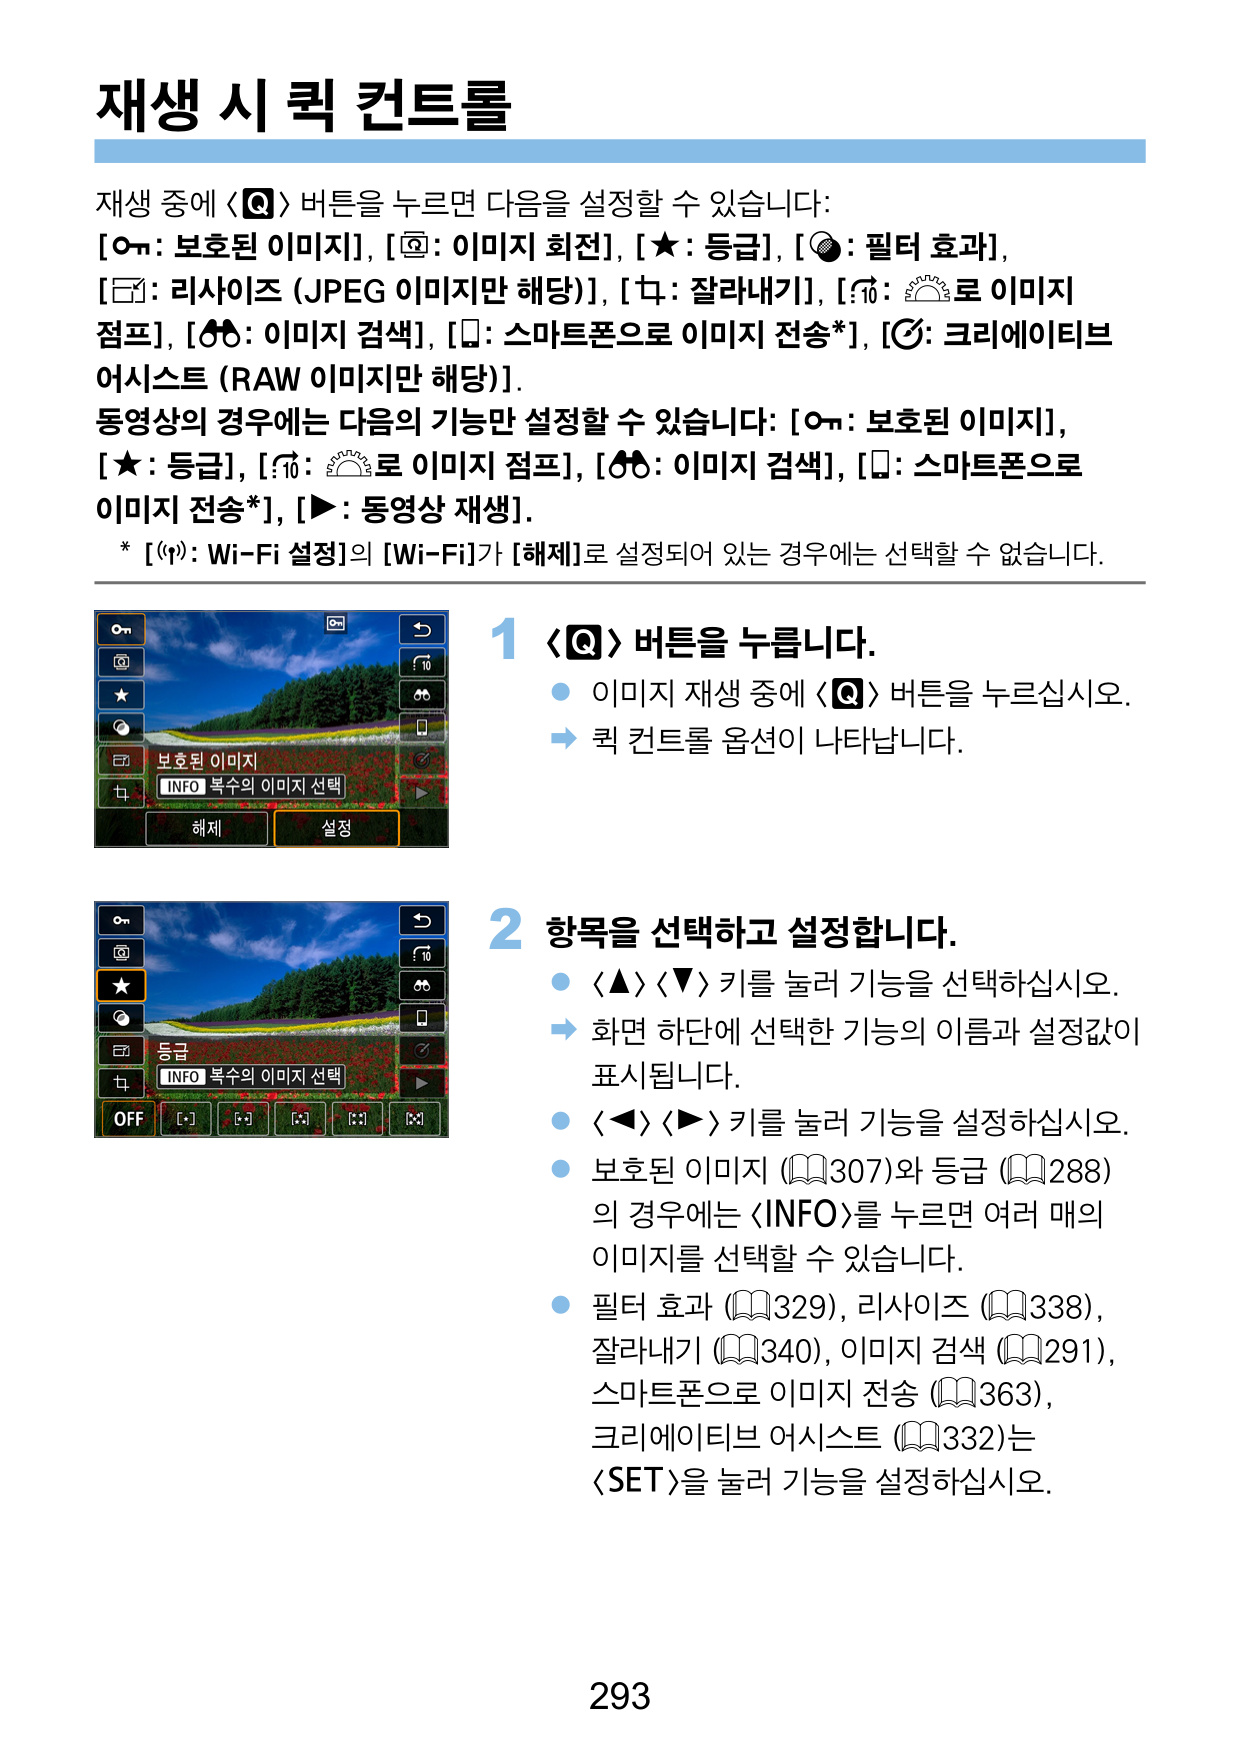 재생 시 퀵 컨트롤
재생 중에 〈Q〉 버튼을 누르면 다음을 설정할 수 있습니다:
[: 보호된 이미지], [: 이미지 회전], [★: 등급], [: 필터 효과],
[: 리사이즈 (JPEG 이미지만 해당)], [: 잘라내기], [10: 로 이미지
점프], [: 이미지 검색], [: 스마트폰으로 이미지 전송*], [: 크리에이티브
어시스트 (RAW 이미지만 해당)].
동영상의 경우에는 다음의 기능만 설정할 수 있습니다: [: 보호된 이미지],
[★: 등급], [10: 로 이미지 점프], [: 이미지 검색], [: 스마트폰으로
이미지 전송*], [▶: 동영상 재생].
* [: Wi-Fi 설정]의 [Wi-Fi]가 [해제]로 설정되어 있는 경우에는 선택할 수 없습니다.
10
보호된 이미지
INFO 복수의 이미지 선택
해제 설정
1 〈Q〉 버튼을 누릅니다.
● 이미지 재생 중에 〈Q〉 버튼을 누르십시오.
➡ 퀵 컨트롤 옵션이 나타납니다.
10
★
등급
INFO 복수의 이미지 선택
OFF
2 항목을 선택하고 설정합니다.
● 〈▲〉〈▼〉 키를 눌러 기능을 선택하십시오.
➡ 화면 하단에 선택한 기능의 이름과 설정값이
표시됩니다.
● 〈◀〉〈▶〉 키를 눌러 기능을 설정하십시오.
● 보호된 이미지 (307)와 등급 (288)
의 경우에는 〈INFO〉를 누르면 여러 매의
이미지를 선택할 수 있습니다.
● 필터 효과 (329), 리사이즈 (338),
잘라내기 (340), 이미지 검색 (291),
스마트폰으로 이미지 전송 (363),
크리에이티브 어시스트 (332)는
〈SET〉을 눌러 기능을 설정하십시오.
293